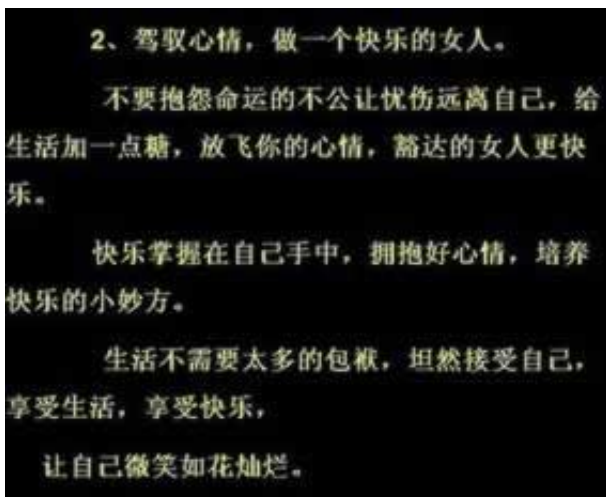 2、驾驭心情，做一个快乐的女人。
不要抱怨命运的不公让忧伤远离自己，给
生活加一点糖，放飞你的心情，豁达的女人更快
乐。
快乐掌握在自己手中，拥抱好心情，培养
快乐的小妙方。
生活不需要太多的包袱，坦然接受自己，
享受生活，享受快乐，
让自己微笑如花灿烂。